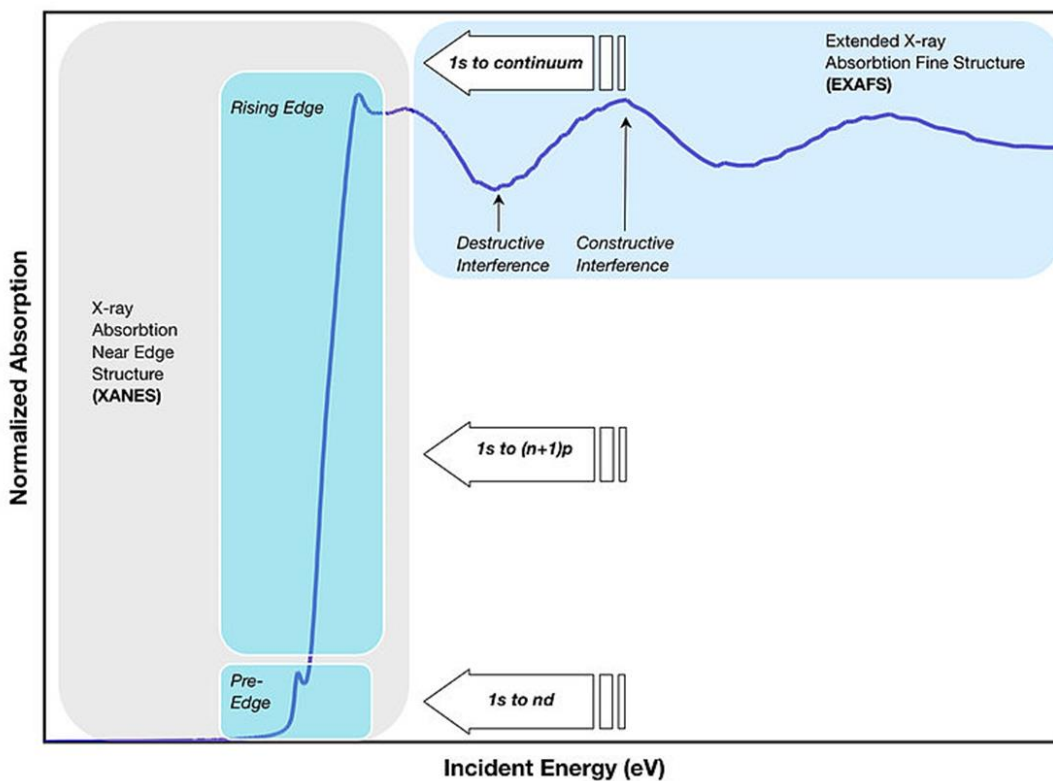 1s to continuum
Extended X-ray
Absorbtion Fine Structure
(EXAFS)
Rising Edge
Destructive
Interference
Constructive
Interference
X-ray
Absorbtion
Near Edge
Structure
(XANES)
1s to (n+1)p
Pre-
Edge
1s to nd
Normalized Absorption
Incident Energy (eV)